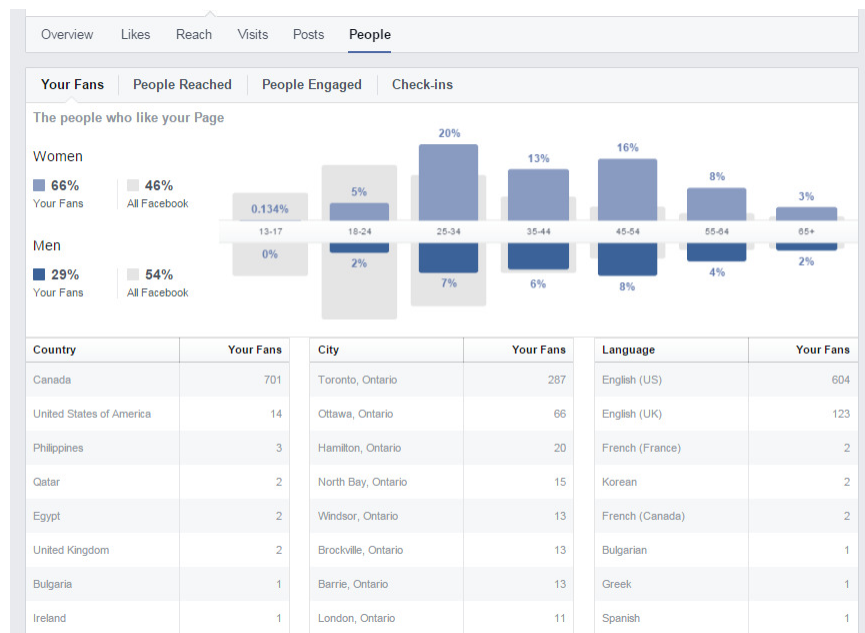 Overview Likes Reach Visits Posts People
Your Fans People Reached People Engaged Check-ins
The people who like your Page
Women
66% 46%
Your Fans All Facebook
Men
29% 54%
Your Fans All Facebook
0.134% 5% 20% 13% 16% 8% 3%
13-17 18-24 25-34 35-44 45-54 55-64 65+
0% 2% 7% 6% 8% 4% 2%
Country Your Fans City Your Fans Language Your Fans
Canada 701 Toronto, Ontario 287 English (US) 604
United States of America 14 Ottawa, Ontario 66 English (UK) 123
Philippines 3 Hamilton, Ontario 20 French (France) 2
Qatar 2 North Bay, Ontario 15 Korean 2
Egypt 2 Windsor, Ontario 13 French (Canada) 2
United Kingdom 2 Brockville, Ontario 13 Bulgarian 1
Bulgaria 1 Barrie, Ontario 13 Greek 1
Ireland 1 London, Ontario 11 Spanish 1